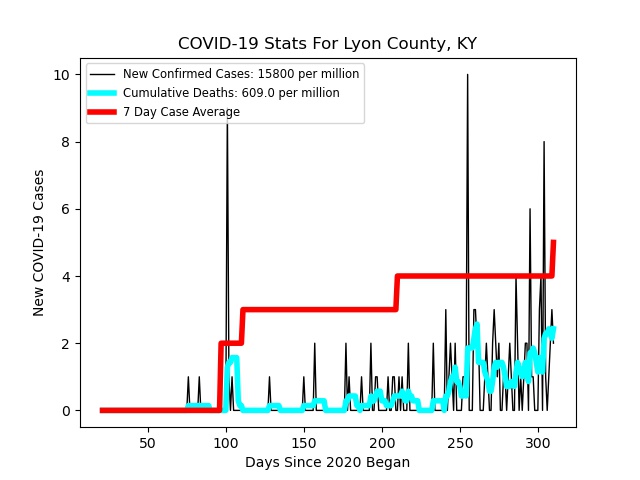 COVID-19 Stats For Lyon County, KY
New Confirmed Cases: 15800 per million
Cumulative Deaths: 609.0 per million
7 Day Case Average
New COVID-19 Cases
10
8
6
4
2
0
50 100 150 200 250 300
Days Since 2020 Began